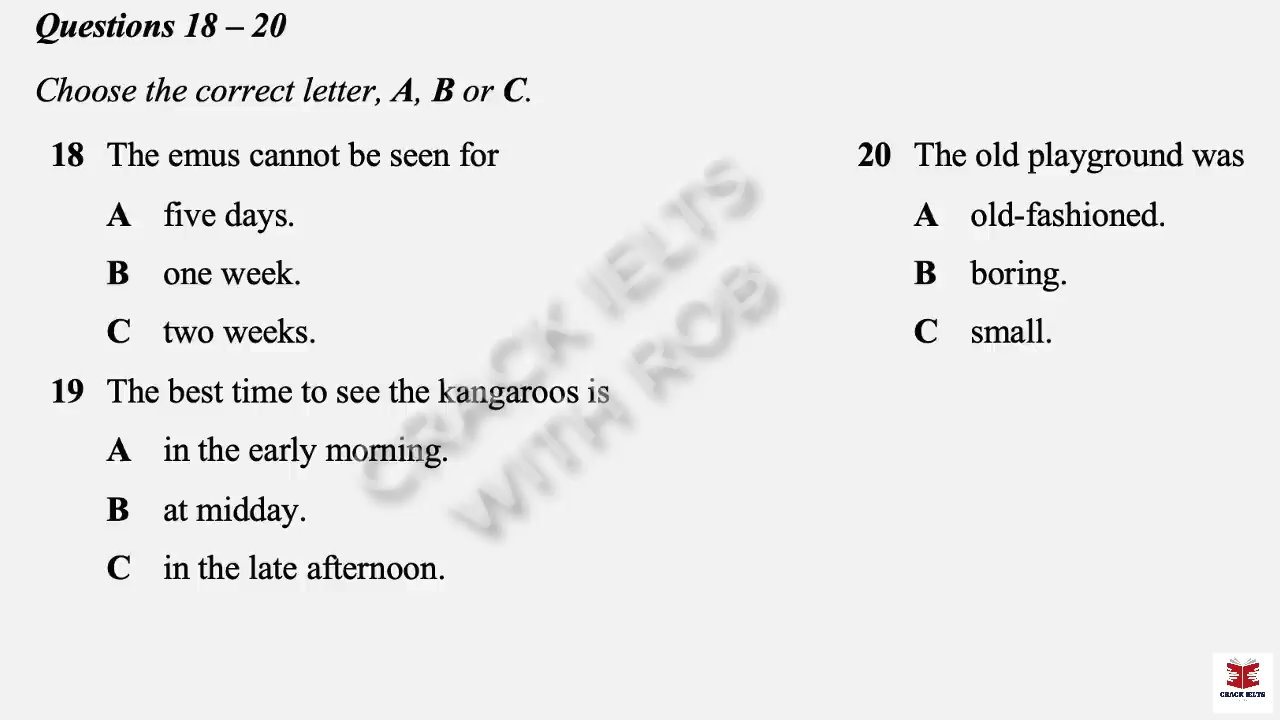 Questions 18 – 20
Choose the correct letter, A, B or C.
18 The emus cannot be seen for
A five days.
B one week.
C two weeks.
19 The best time to see the kangaroos is
A in the early morning.
B at midday.
C in the late afternoon.
20 The old playground was
A old-fashioned.
B boring.
C small.
CRACK IELTS
WITH ROB
CRACK IELTS